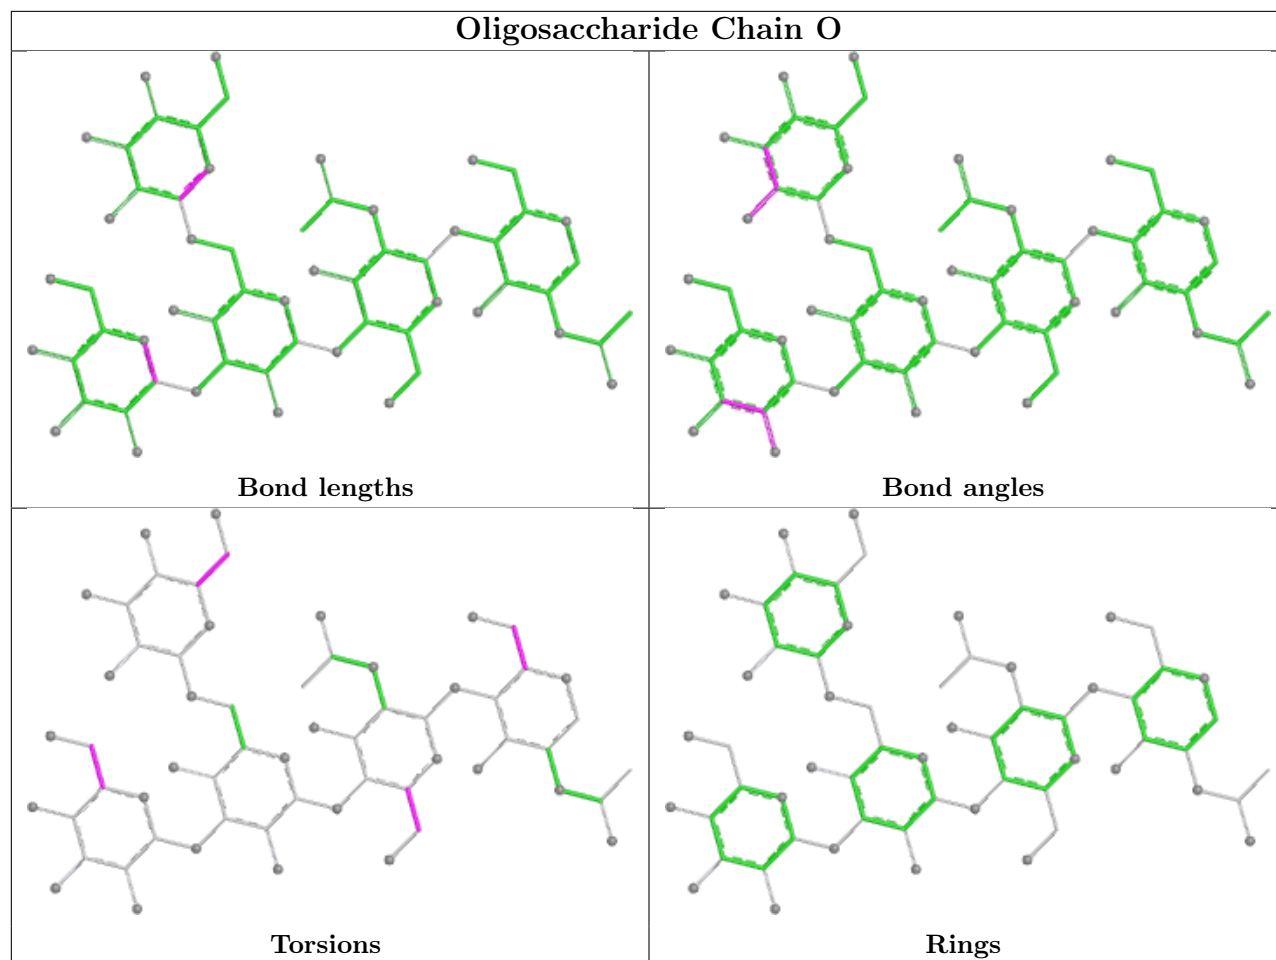 Oligosaccharide Chain O
Bond lengths
Bond angles
Torsions
Rings